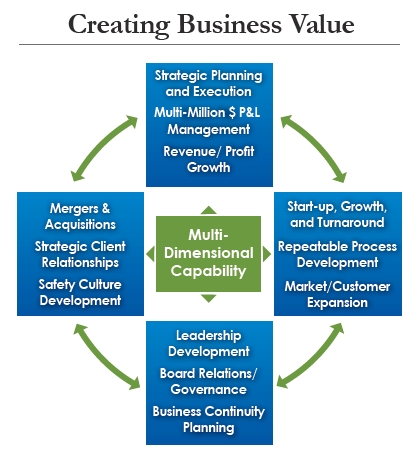 Creating Business Value
Strategic Planning
and Execution
Multi-Million $ P&L
Management
Revenue/ Profit
Growth
Mergers &
Acquisitions
Strategic Client
Relationships
Safety Culture
Development
Multi-
Dimensional
Capability
Start-up, Growth,
and Turnaround
Repeatable Process
Development
Market/Customer
Expansion
Leadership
Development
Board Relations/
Governance
Business Continuity
Planning